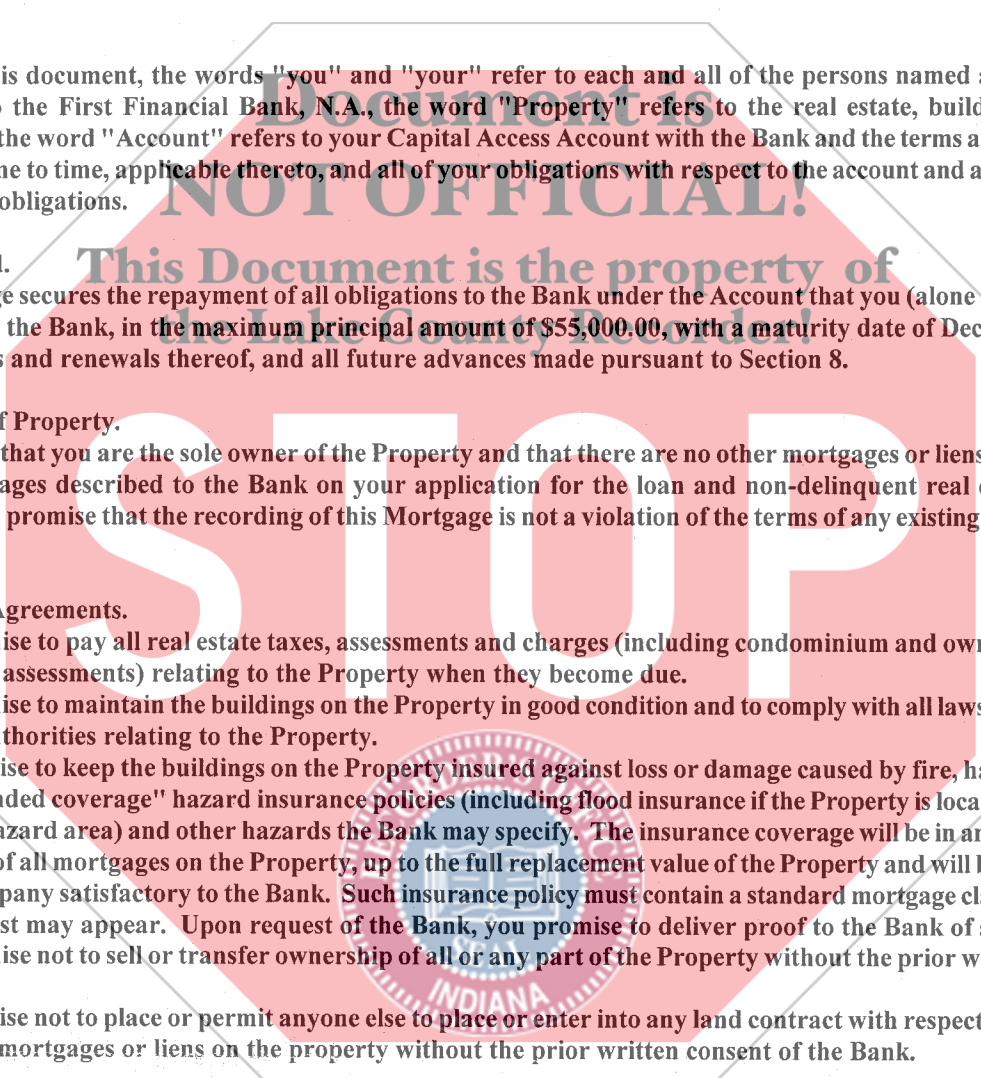 Document is
NOT OFFICIAL!
This Document is the property of
the Lake County Recorder!
STOP
is document, the words "you" and "your" refer to each and all of the persons named
the First Financial Bank, N.A., the word "Property" refers to the real estate, build
the word "Account" refers to your Capital Access Account with the Bank and the terms a
e to time, applicable thereto, and all of your obligations with respect to the account and a
obligations.
e secures the repayment of all obligations to the Bank under the Account that you (alone
the Bank, in the maximum principal amount of $55,000.00, with a maturity date of Dec
s and renewals thereof, and all future advances made pursuant to Section 8.
f Property.
that you are the sole owner of the Property and that there are no other mortgages or liens
ages described to the Bank on your application for the loan and non-delinquent real
promise that the recording of this Mortgage is not a violation of the terms of any existing
Agreements.
ise to pay all real estate taxes, assessments and charges (including condominium and own
assessments) relating to the Property when they become due.
ise to maintain the buildings on the Property in good condition and to comply with all laws
thorities relating to the Property.
ise to keep the buildings on the Property insured against loss or damage caused by fire, ha
ded coverage" hazard insurance policies (including flood insurance if the Property is loca
azard area) and other hazards the Bank may specify. The insurance coverage will be in an
of all mortgages on the Property, up to the full replacement value of the Property and will b
pany satisfactory to the Bank. Such insurance policy must contain a standard mortgage cl
st may appear. Upon request of the Bank, you promise to deliver proof to the Bank of
ise not to sell or transfer ownership of all or any part of the Property without the prior w
ise not to place or permit anyone else to place or enter into any land contract with respect
mortgages or liens on the property without the prior written consent of the Bank.
RECORDER'S OFFICE
SEAL
INDIANA